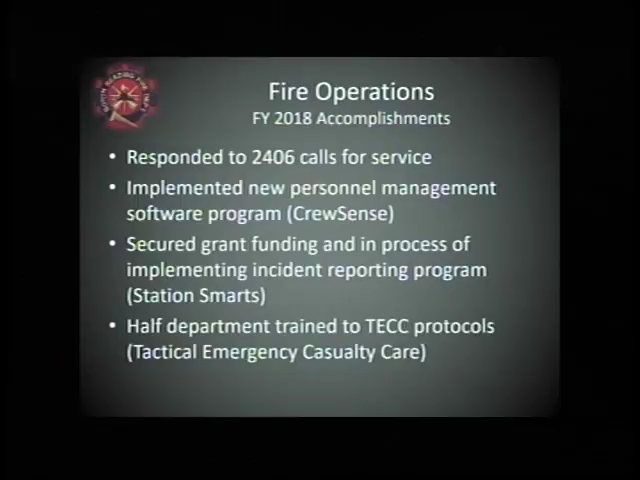 Fire Operations
FY 2018 Accomplishments
• Responded to 2406 calls for service
• Implemented new personnel management
software program (CrewSense)
• Secured grant funding and in process of
implementing incident reporting program
(Station Smarts)
• Half department trained to TECC protocols
(Tactical Emergency Casualty Care)